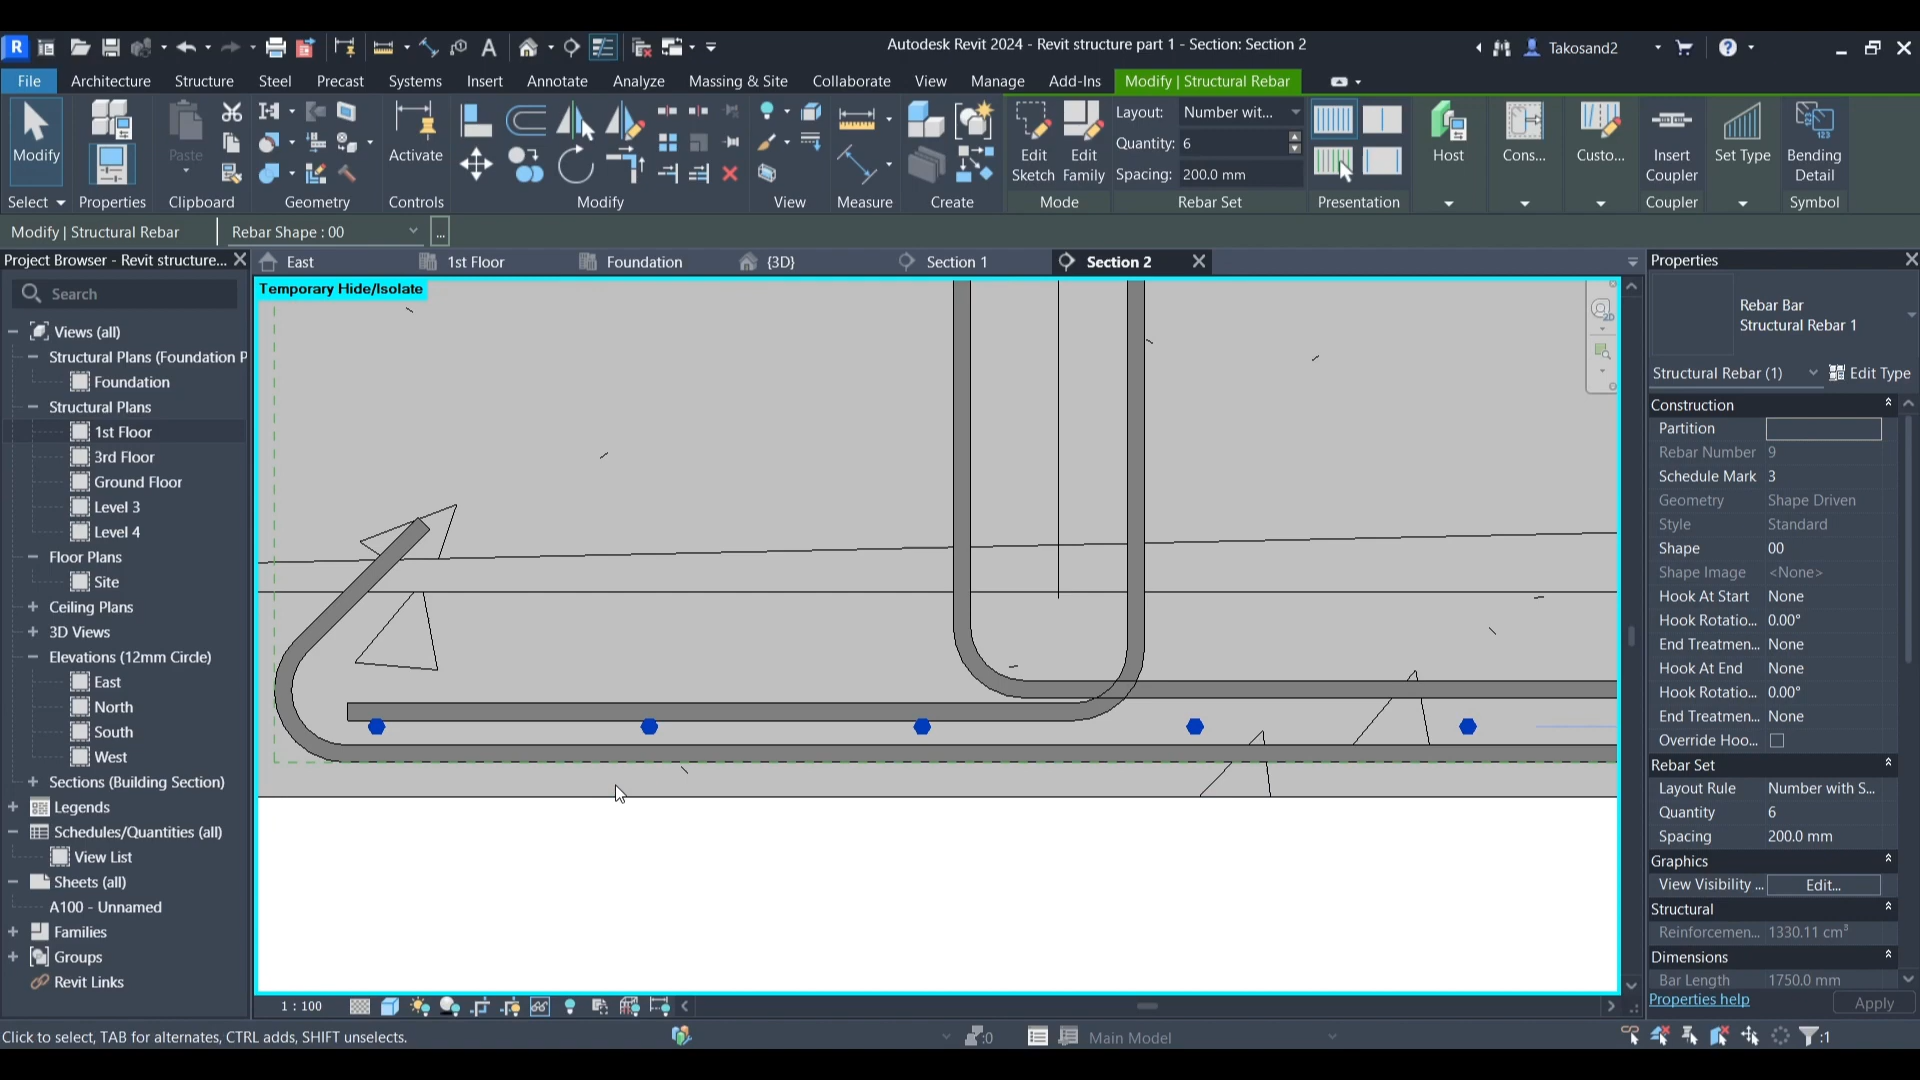 Autodesk Revit 2024 - Revit structure part 1 - Section: Section 2
Takosand2
File Architecture Structure Steel Precast Systems Insert Annotate Analyze Massing & Site Collaborate View Manage Add-Ins Modify | Structural Rebar
Modify
Paste
Activate
Edit Sketch
Edit Family
Layout: Number wit...
Quantity: 6
Spacing: 200.0 mm
Host
Cons...
Custo...
Insert Coupler
Set Type
Bending Detail
Select Properties Clipboard Geometry Controls Modify View Measure Create Mode Rebar Set Presentation Coupler Symbol
Modify | Structural Rebar
Rebar Shape : 00
...
Project Browser - Revit structure...
East
1st Floor
Foundation
{3D}
Section 1
Section 2
Properties
Search
Temporary Hide/Isolate
Views (all)
Structural Plans (Foundation P
Foundation
Structural Plans
1st Floor
3rd Floor
Ground Floor
Level 3
Level 4
Floor Plans
Site
Ceiling Plans
3D Views
Elevations (12mm Circle)
East
North
South
West
Sections (Building Section)
Legends
Schedules/Quantities (all)
View List
Sheets (all)
A100 - Unnamed
Families
Groups
Revit Links
Rebar Bar
Structural Rebar 1
Structural Rebar (1)
Edit Type
Construction
Partition
Rebar Number 9
Schedule Mark 3
Geometry Shape Driven
Style Standard
Shape 00
Shape Image <None>
Hook At Start None
Hook Rotatio... 0.00°
End Treatmen... None
Hook At End None
Hook Rotatio... 0.00°
End Treatmen... None
Override Hoo...
Rebar Set
Layout Rule Number with S...
Quantity 6
Spacing 200.0 mm
Graphics
View Visibility ... Edit...
Structural
Reinforcemen... 1330.11 cm³
Dimensions
Bar Length 1750.0 mm
Properties help
Apply
1 : 100
Click to select, TAB for alternates, CTRL adds, SHIFT unselects.
:0
Main Model
:1